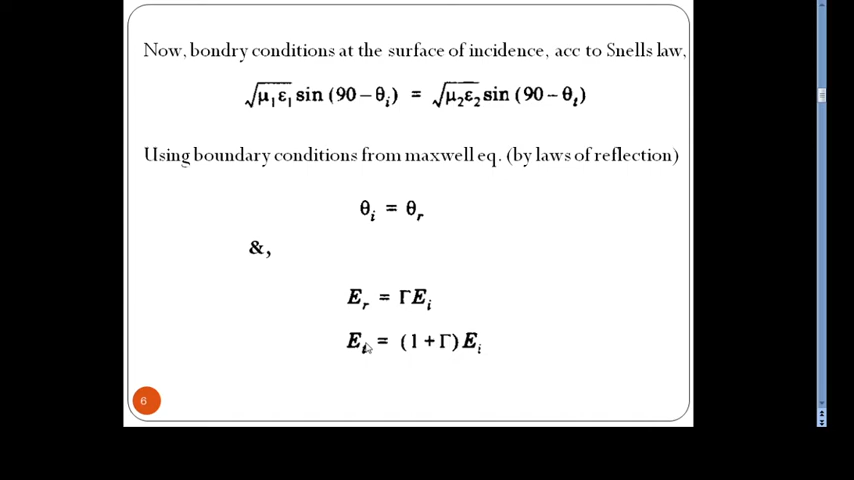 Now, bondry conditions at the surface of incidence, acc to Snells law,
√μ₁ε₁ sin (90 – θᵢ) = √μ₂ε₂ sin (90 – θₜ)
Using boundary conditions from maxwell eq. (by laws of reflection)
θᵢ = θᵣ
&,
Eᵣ = ΓEᵢ
Eₜ = (1 + Γ) Eᵢ
6